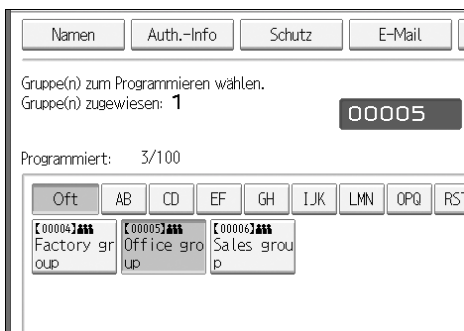 Namen Auth.-Info Schutz E-Mail
Gruppe(n) zum Programmieren wählen.
Gruppe(n) zugewiesen: 1
00005
Programmiert: 3/100
Oft AB CD EF GH IJK LMN OPQ RST
【00004】 【00005】 【00006】
Factory gr Office gro Sales grou
oup up p